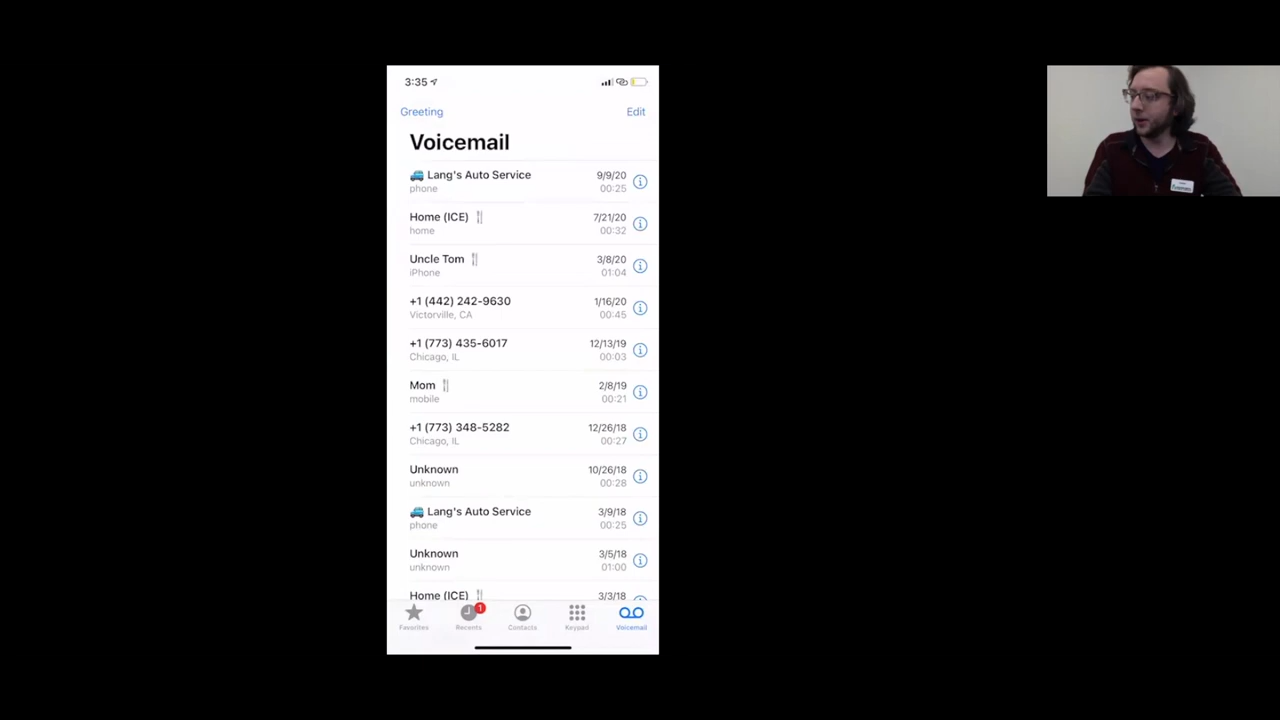 3:35
Greeting
Edit
Voicemail
Lang's Auto Service
9/9/20
phone
00:25
Home (ICE)
7/21/20
home
00:32
Uncle Tom
3/8/20
iPhone
01:04
+1 (442) 242-9630
1/16/20
Victorville, CA
00:45
+1 (773) 435-6017
12/13/19
Chicago, IL
00:03
Mom
2/8/19
mobile
00:21
+1 (773) 348-5282
12/26/18
Chicago, IL
00:27
Unknown
10/26/18
unknown
00:28
Lang's Auto Service
3/9/18
phone
00:25
Unknown
3/5/18
unknown
01:00
Home (ICE)
3/3/18
1
Favorites
Recents
Contacts
Keypad
Voicemail